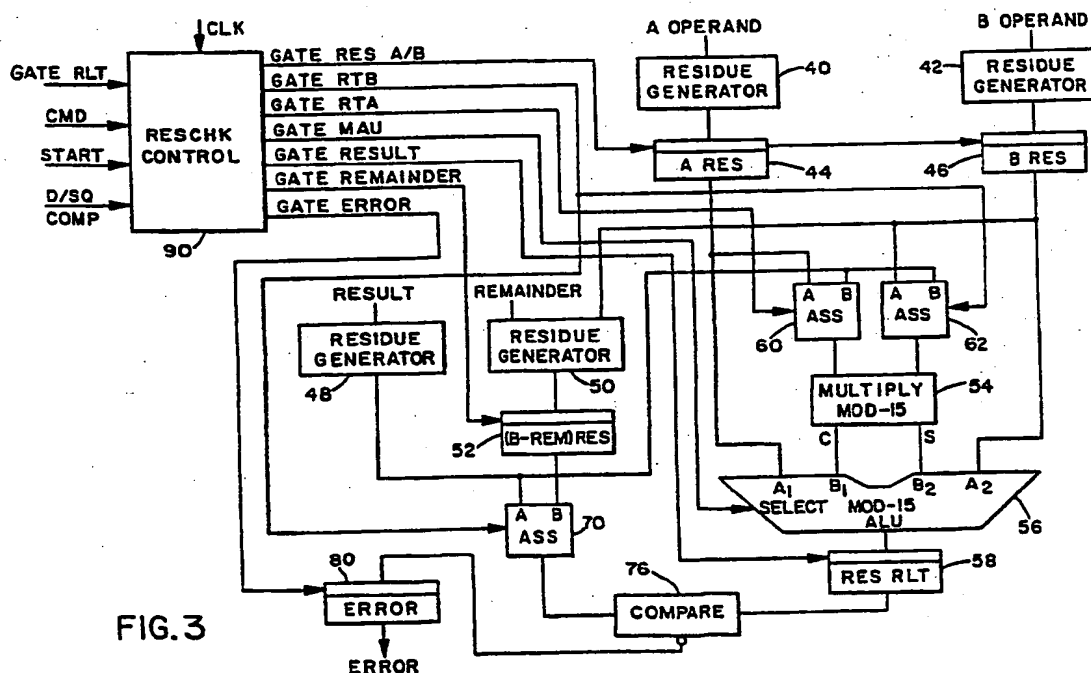 CLK
GATE RLT
CMD
START
D/SQ
COMP
RESCHK
CONTROL
90
GATE RES A/B
GATE RTB
GATE RTA
GATE MAU
GATE RESULT
GATE REMAINDER
GATE ERROR
A OPERAND
RESIDUE
GENERATOR
40
B OPERAND
42
RESIDUE
GENERATOR
A RES
44
46
B RES
RESULT
RESIDUE
GENERATOR
48
REMAINDER
RESIDUE
GENERATOR
50
52
(B-REM)RES
A B
ASS
60
A B
ASS
62
MULTIPLY
MOD-15
54
C S
A1 B1 B2 A2
SELECT MOD-15
ALU
56
A B
ASS
70
RES RLT
58
76
COMPARE
80
ERROR
ERROR
FIG.3